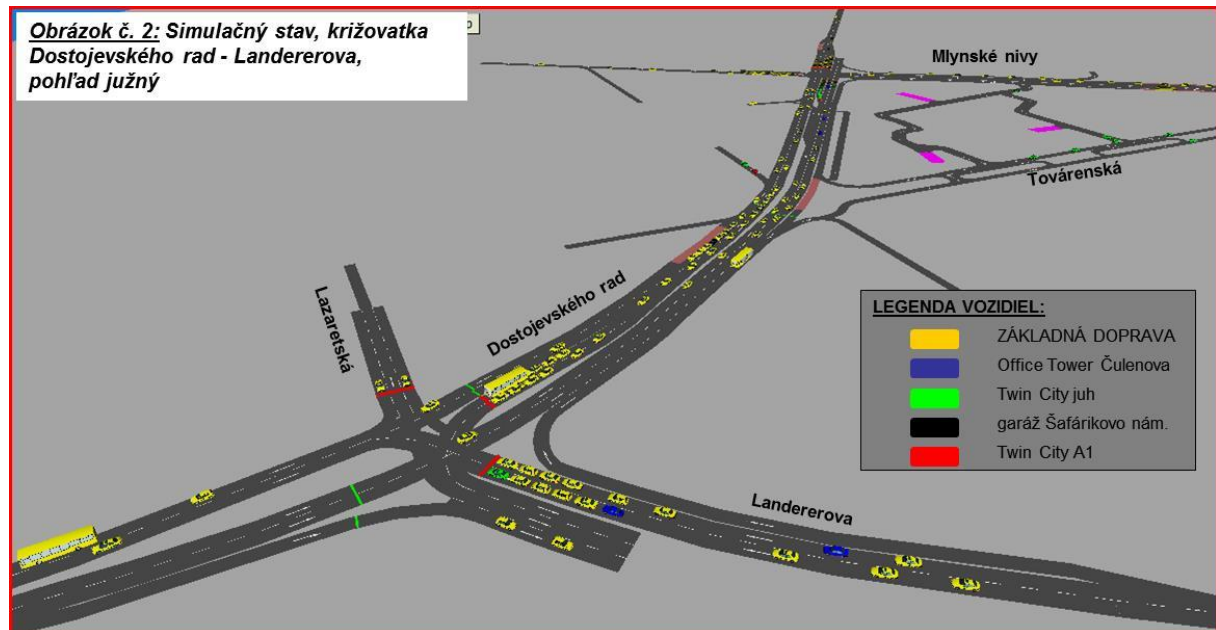 Obrázok č. 2: Simulačný stav, križovatka
Dostojevského rad - Landererova,
pohľad južný
Mlynské nivy
Továrenská
Lazaretská
Dostojevského rad
Landererova
LEGENDA VOZIDIEL:
ZÁKLADNÁ DOPRAVA
Office Tower Čulenova
Twin City juh
garáž Šafárikovo nám.
Twin City A1